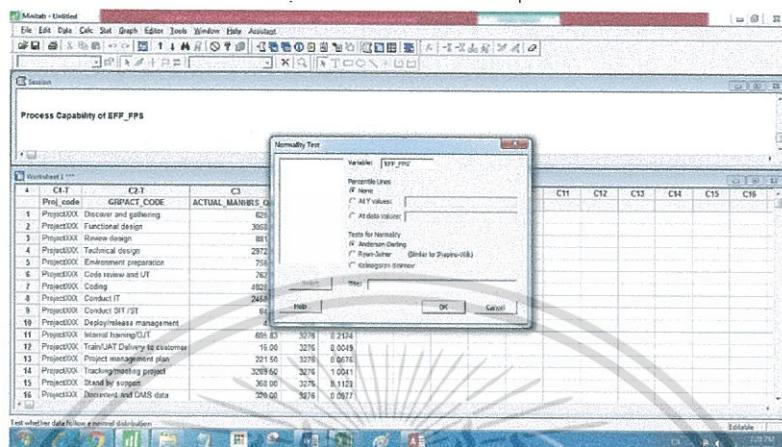 Minitab - Untitled
File Edit Data Calc Stat Graph Editor Tools Window Help Assistant
Session
Process Capability of EFF_FPS
Normality Test
Variable: 'EFF_FPS'
Percentile Lines
None
At Y values:
At data values:
Tests for Normality
Anderson-Darling
Ryan-Joiner (Similar to Shapiro-Wilk)
Kolmogorov-Smirnov
Select
Title:
Help OK Cancel
Worksheet 1 ***
C1-T C2-T C3 C11 C12 C13 C14 C15 C16
Proj_code GRPACT_CODE
1 ProjectXXX Discover and gathering
2 ProjectXXX Functional design
3 ProjectXXX Review design
4 ProjectXXX Technical design
5 ProjectXXX Environment preparation
6 ProjectXXX Code review and UT
7 ProjectXXX Coding
8 ProjectXXX Conduct IT
9 ProjectXXX Conduct SIT /ST
10 ProjectXXX Deploy/release management
11 ProjectXXX Internal training/OJT 695.83 3276 0.2124
12 ProjectXXX Train/UAT Delivery to customer 16.00 3276 0.0049
13 ProjectXXX Project management plan 221.50 3276 0.0676
14 ProjectXXX Tracking/meeting project 3289.50 3276 1.0041
15 ProjectXXX Stand by support 368.00 3276 0.1123
16 ProjectXXX Document and DMS data 320.00 3276 0.0977
Test whether data follow a normal distribution
Editable